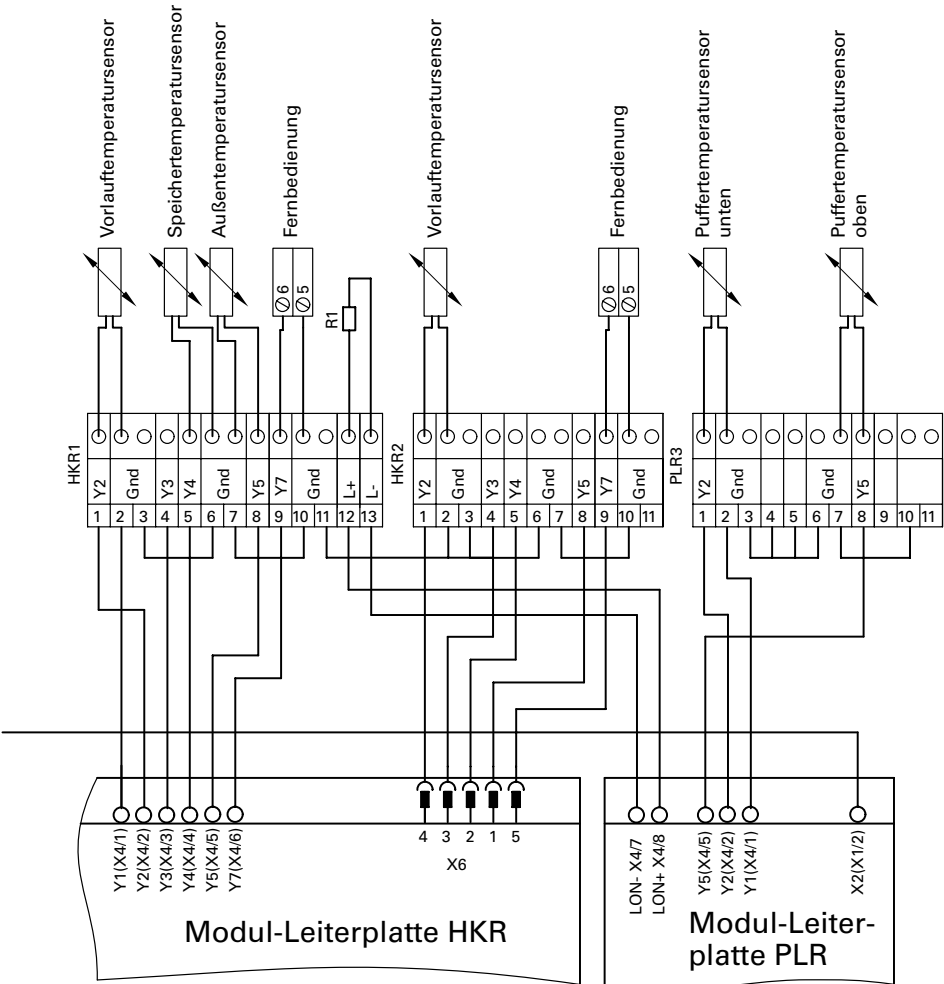 Vorlauftemperatursensor
Speichertemperatursensor
Außentemperatursensor
Fernbedienung
Vorlauftemperatursensor
Fernbedienung
Puffertemperatursensor
unten
Puffertemperatursensor
oben
6 5
R1
6 5
HKR1
Y2 Gnd Y3 Y4 Gnd Y5 Y7 Gnd L+ L-
1 2 3 4 5 6 7 8 9 10 11 12 13
HKR2
Y2 Gnd Y3 Y4 Gnd Y5 Y7 Gnd
1 2 3 4 5 6 7 8 9 10 11
PLR3
Y2 Gnd Gnd Y5
1 2 3 4 5 6 7 8 9 10 11
Y1(X4/1)
Y2(X4/2)
Y3(X4/3)
Y4(X4/4)
Y5(X4/5)
Y7(X4/6)
4 3 2 1 5
X6
LON- X4/7
LON+ X4/8
Y5(X4/5)
Y2(X4/2)
Y1(X4/1)
X2(X1/2)
Modul-Leiterplatte HKR
Modul-Leiter-
platte PLR